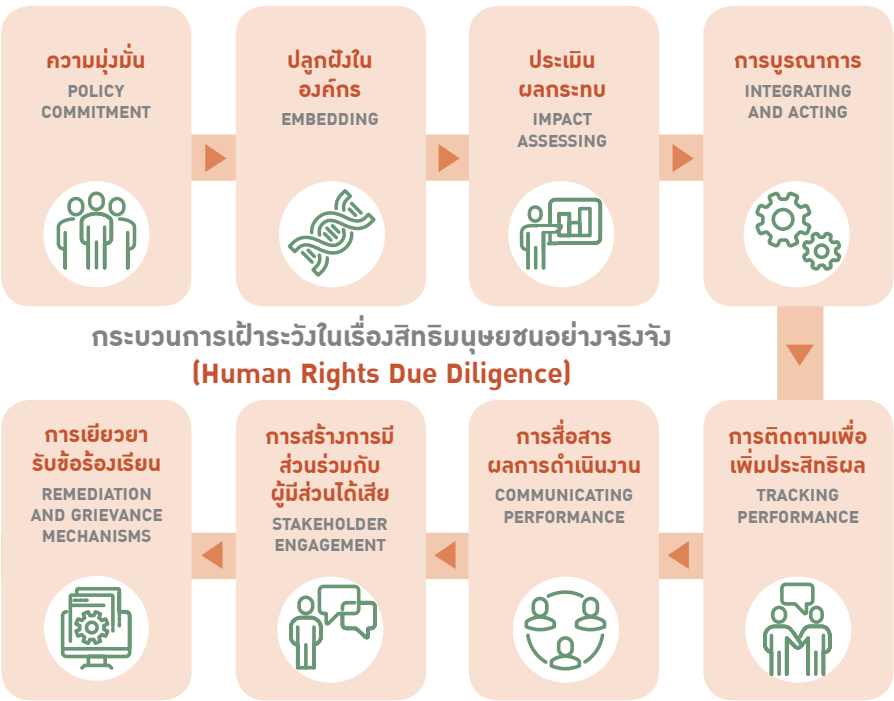 ความมุ่งมั่น
POLICY
COMMITMENT
ปลูกฝังใน
องค์กร
EMBEDDING
ประเมิน
ผลกระทบ
IMPACT
ASSESSING
การบูรณาการ
INTEGRATING
AND ACTING
กระบวนการเฝ้าระวังในเรื่องสิทธิมนุษยชนอย่างจริงจัง
(Human Rights Due Diligence)
การเยียวยา
รับข้อร้องเรียน
REMEDIATION
AND GRIEVANCE
MECHANISMS
การสร้างการมี
ส่วนร่วมกับ
ผู้มีส่วนได้เสีย
STAKEHOLDER
ENGAGEMENT
การสื่อสาร
ผลการดำเนินงาน
COMMUNICATING
PERFORMANCE
การติดตามเพื่อ
เพิ่มประสิทธิผล
TRACKING
PERFORMANCE